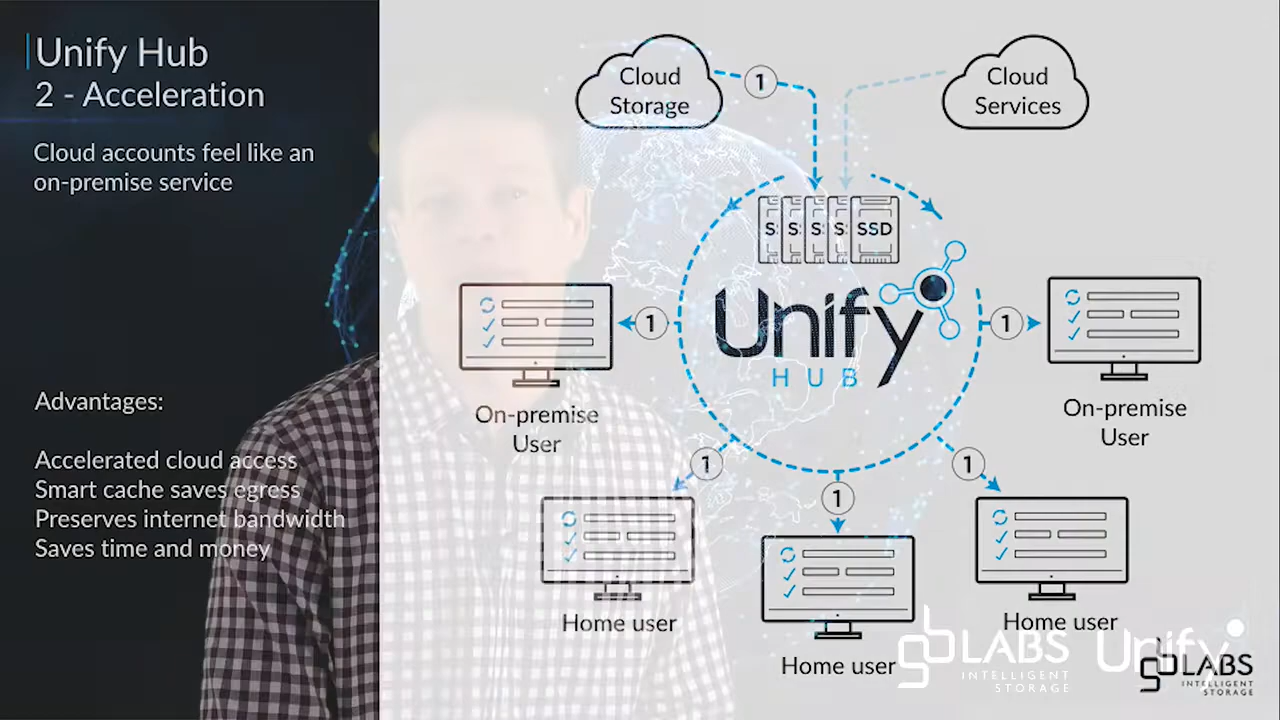 Unify Hub
2 - Acceleration
Cloud accounts feel like an
on-premise service
Advantages:
Accelerated cloud access
Smart cache saves egress
Preserves internet bandwidth
Saves time and money
Cloud
Storage
1
Cloud
Services
S S S S SSD
Unify
HUB
1
1
On-premise
User
On-premise
User
1
1
1
Home user
Home user
Home user
gb LABS
INTELLIGENT
STORAGE
Unify
gb LABS
INTELLIGENT
STORAGE